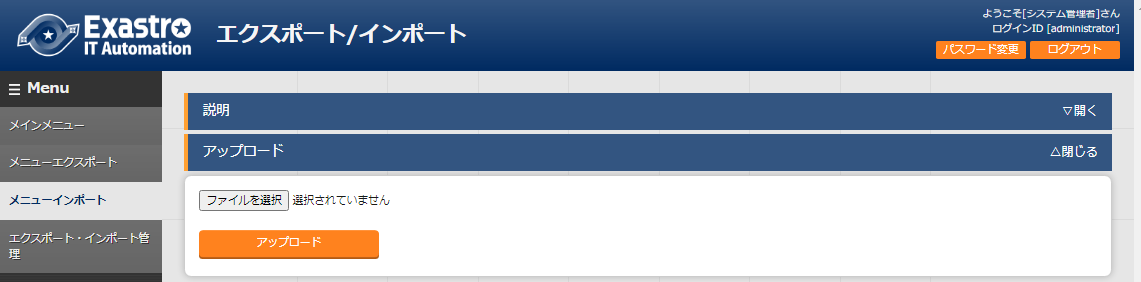 Exastro
IT Automation
エクスポート/インポート
ようこそ[システム管理者]さん
ログインID [administrator]
パスワード変更 ログアウト
Menu
メインメニュー
メニューエクスポート
メニューインポート
エクスポート・インポート管
理
説明 ▽開く
アップロード △閉じる
ファイルを選択 選択されていません
アップロード